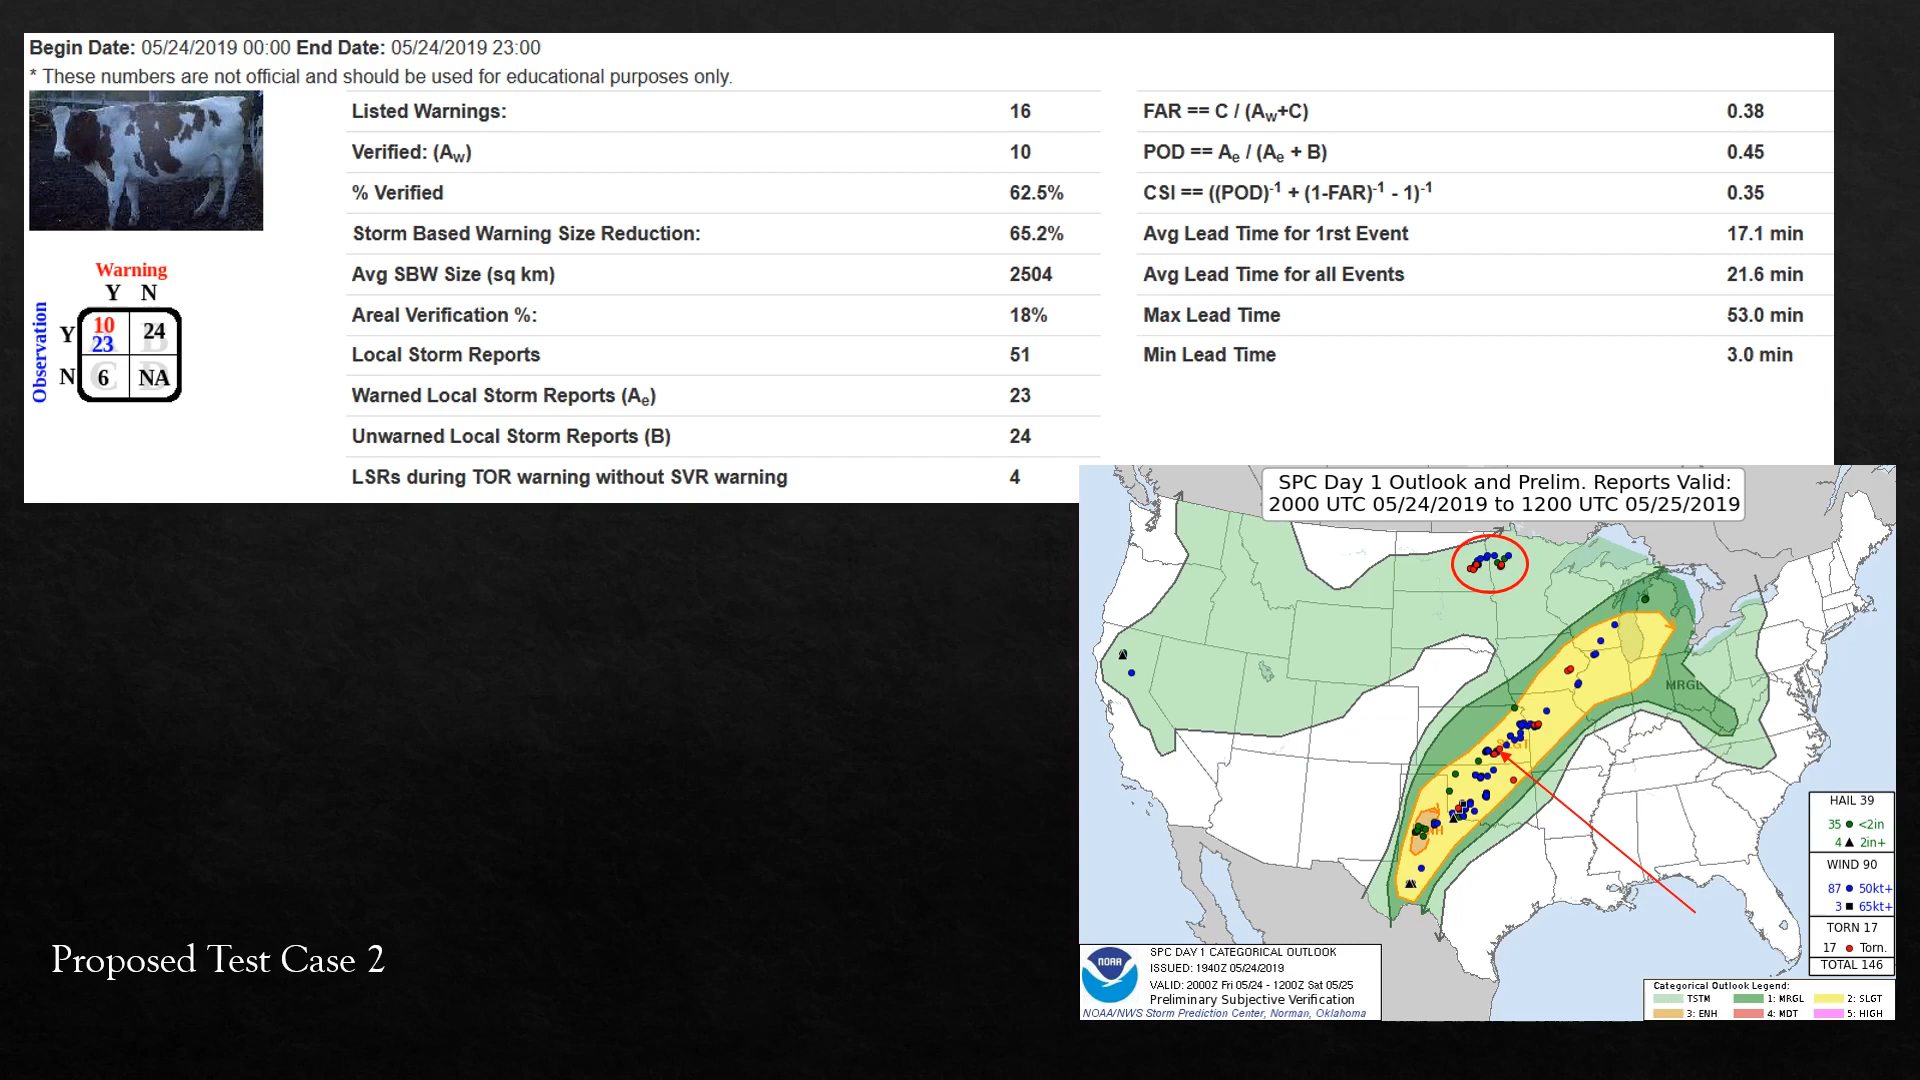 Begin Date: 05/24/2019 00:00 End Date: 05/24/2019 23:00
* These numbers are not official and should be used for educational purposes only.
Warning
Y N
Observation
Y 10 23 24
N 6 NA
Listed Warnings: 16
Verified: (Aw) 10
% Verified 62.5%
Storm Based Warning Size Reduction: 65.2%
Avg SBW Size (sq km) 2504
Areal Verification %: 18%
Local Storm Reports 51
Warned Local Storm Reports (Ae) 23
Unwarned Local Storm Reports (B) 24
LSRs during TOR warning without SVR warning 4
FAR == C / (Aw+C) 0.38
POD == Ae / (Ae + B) 0.45
CSI == ((POD)-1 + (1-FAR)-1 - 1)-1 0.35
Avg Lead Time for 1rst Event 17.1 min
Avg Lead Time for all Events 21.6 min
Max Lead Time 53.0 min
Min Lead Time 3.0 min
SPC Day 1 Outlook and Prelim. Reports Valid:
2000 UTC 05/24/2019 to 1200 UTC 05/25/2019
MRGL
HAIL 39
35 <2in
4 2in+
WIND 90
87 50kt+
3 65kt+
TORN 17
17 Torn.
TOTAL 146
NOAA
SPC DAY 1 CATEGORICAL OUTLOOK
ISSUED: 1940Z 05/24/2019
VALID: 2000Z Fri 05/24 - 1200Z Sat 05/25
Preliminary Subjective Verification
NOAA/NWS Storm Prediction Center, Norman, Oklahoma
Categorical Outlook Legend:
TSTM 1: MRGL 2: SLGT
3: ENH 4: MDT 5: HIGH
Proposed Test Case 2